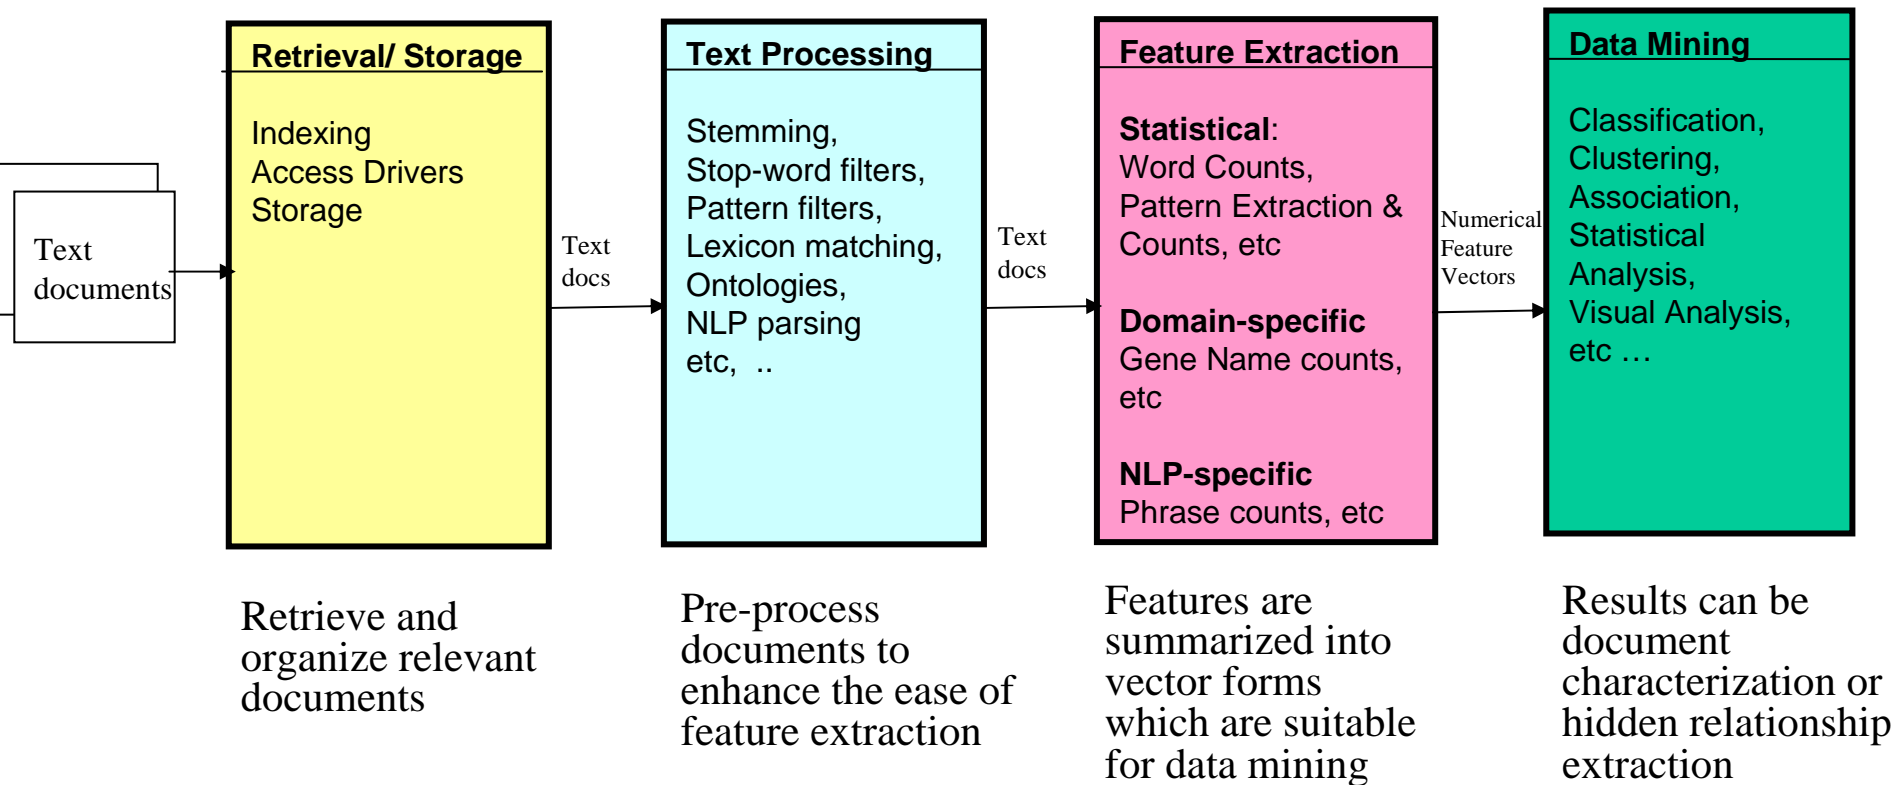 Text
documents
Retrieval/ Storage
Indexing
Access Drivers
Storage
Retrieve and
organize relevant
documents
Text
docs
Text Processing
Stemming,
Stop-word filters,
Pattern filters,
Lexicon matching,
Ontologies,
NLP parsing
etc,  ..
Pre-process
documents to
enhance the ease of
feature extraction
Text
docs
Feature Extraction
Statistical:
Word Counts,
Pattern Extraction &
Counts, etc
Domain-specific
Gene Name counts,
etc
NLP-specific
Phrase counts, etc
Features are
summarized into
vector forms
which are suitable
for data mining
Numerical
Feature
Vectors
Data Mining
Classification,
Clustering,
Association,
Statistical
Analysis,
Visual Analysis,
etc …
Results can be
document
characterization or
hidden relationship
extraction